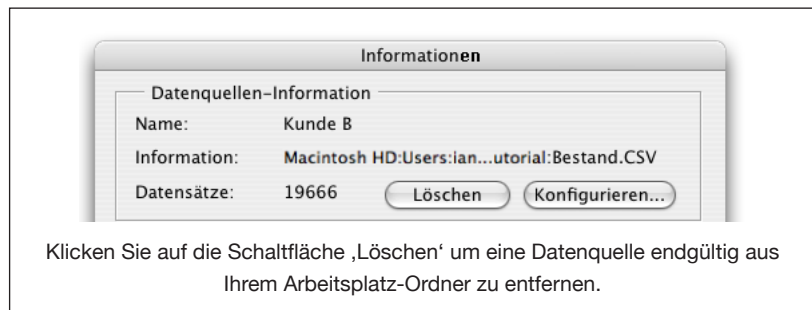 Informationen
Datenquellen-Information
Name: Kunde B
Information: Macintosh HD:Users:ian...utorial:Bestand.CSV
Datensätze: 19666 Löschen Konfigurieren...
Klicken Sie auf die Schaltfläche ‚Löschen‘ um eine Datenquelle endgültig aus
Ihrem Arbeitsplatz-Ordner zu entfernen.